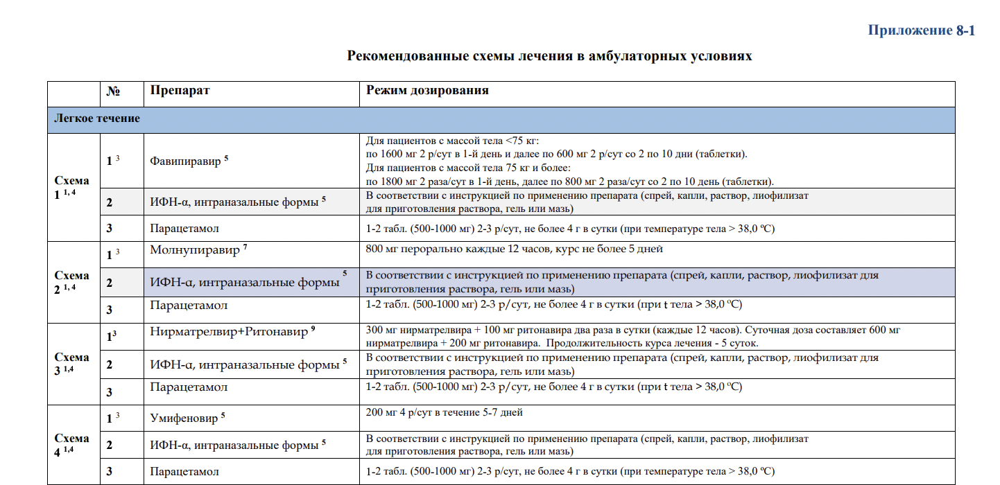 Приложение 8-1
Рекомендованные схемы лечения в амбулаторных условиях
№ Препарат Режим дозирования
Легкое течение
Схема 1 1, 4
1 3 Фавипиравир 5
Для пациентов с массой тела <75 кг:
по 1600 мг 2 р/сут в 1-й день и далее по 600 мг 2 р/сут со 2 по 10 дни (таблетки).
Для пациентов с массой тела 75 кг и более:
по 1800 мг 2 раза/сут в 1-й день, далее по 800 мг 2 раза/сут со 2 по 10 день (таблетки).
2 ИФН-α, интраназальные формы 5
В соответствии с инструкцией по применению препарата (спрей, капли, раствор, лиофилизат
для приготовления раствора, гель или мазь)
3 Парацетамол 1-2 табл. (500-1000 мг) 2-3 р/сут, не более 4 г в сутки (при температуре тела > 38,0 ºС)
Схема 2 1, 4
1 3 Молнупиравир 7 800 мг перорально каждые 12 часов, курс не более 5 дней
2 ИФН-α, интраназальные формы 5
В соответствии с инструкцией по применению препарата (спрей, капли, раствор, лиофилизат для
приготовления раствора, гель или мазь)
3 Парацетамол 1-2 табл. (500-1000 мг) 2-3 р/сут, не более 4 г в сутки (при t тела > 38,0 ºС)
Схема 3 1,4
13 Нирматрелвир+Ритонавир 9
300 мг нирматрелвира + 100 мг ритонавира два раза в сутки (каждые 12 часов). Суточная доза составляет 600 мг
нирматрелвира + 200 мг ритонавира. Продолжительность курса лечения - 5 суток.
2 ИФН-α, интраназальные формы 5
В соответствии с инструкцией по применению препарата (спрей, капли, раствор, лиофилизат для
приготовления раствора, гель или мазь)
3 Парацетамол 1-2 табл. (500-1000 мг) 2-3 р/сут, не более 4 г в сутки (при t тела > 38,0 ºС)
Схема 4 1,4
1 3 Умифеновир 5 200 мг 4 р/сут в течение 5-7 дней
2 ИФН-α, интраназальные формы 5
В соответствии с инструкцией по применению препарата (спрей, капли, раствор, лиофилизат
для приготовления раствора, гель или мазь)
3 Парацетамол 1-2 табл. (500-1000 мг) 2-3 р/сут, не более 4 г в сутки (при температуре тела > 38,0 ºС)